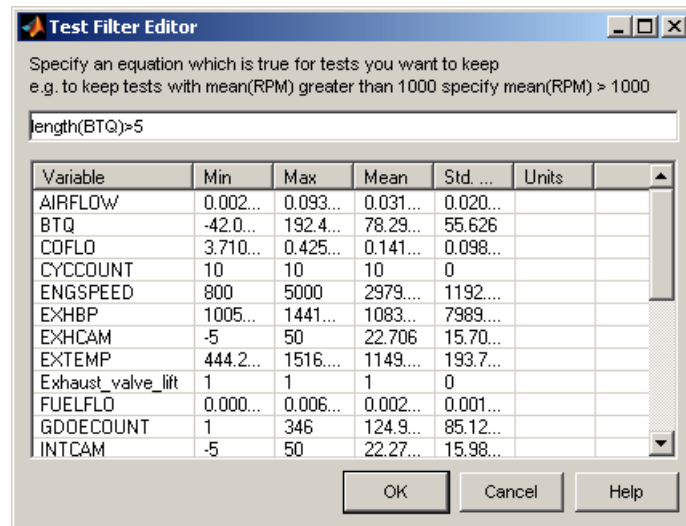 Test Filter Editor
Specify an equation which is true for tests you want to keep
e.g. to keep tests with mean(RPM) greater than 1000 specify mean(RPM) > 1000
length(BTQ)>5
Variable Min Max Mean Std. ... Units
AIRFLOW 0.002... 0.093... 0.031... 0.020...
BTQ -42.0... 192.4... 78.29... 55.626
COFLO 3.710... 0.425... 0.141... 0.098...
CYCCOUNT 10 10 10 0
ENGSPEED 800 5000 2979.... 1192....
EXHBP 1005... 1441... 1083... 7989....
EXHCAM -5 50 22.706 15.70...
EXTEMP 444.2... 1516.... 1149.... 193.7...
Exhaust_valve_lift 1 1 1 0
FUELFLO 0.000... 0.006... 0.002... 0.001...
GDOECOUNT 1 346 124.9... 85.12...
INTCAM -5 50 22.27... 15.98...
OK Cancel Help